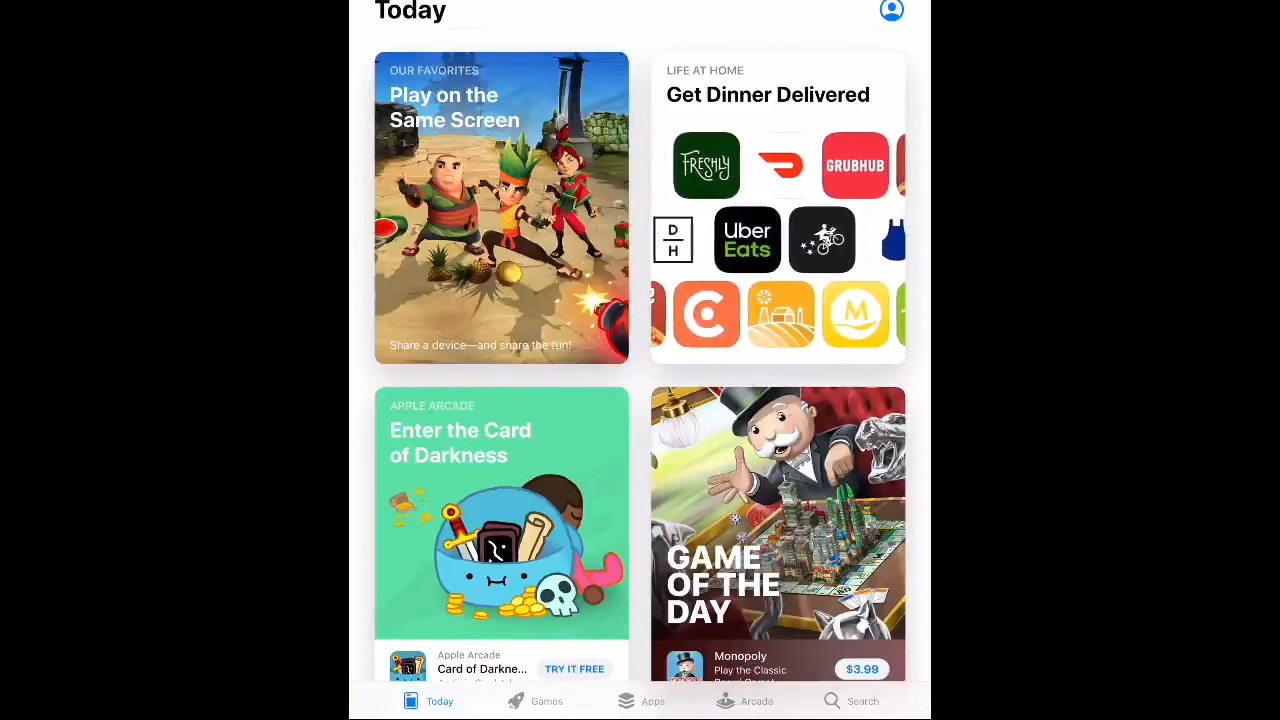 Today
OUR FAVORITES
Play on the
Same Screen
Share a device—and share the fun!
LIFE AT HOME
Get Dinner Delivered
FRESHLY
GRUBHUB
D
H
Uber
Eats
C
M
APPLE ARCADE
Enter the Card
of Darkness
Apple Arcade
Card of Darkne...
TRY IT FREE
GAME
OF THE
DAY
Monopoly
Play the Classic
$3.99
Today
Games
Apps
Arcade
Search